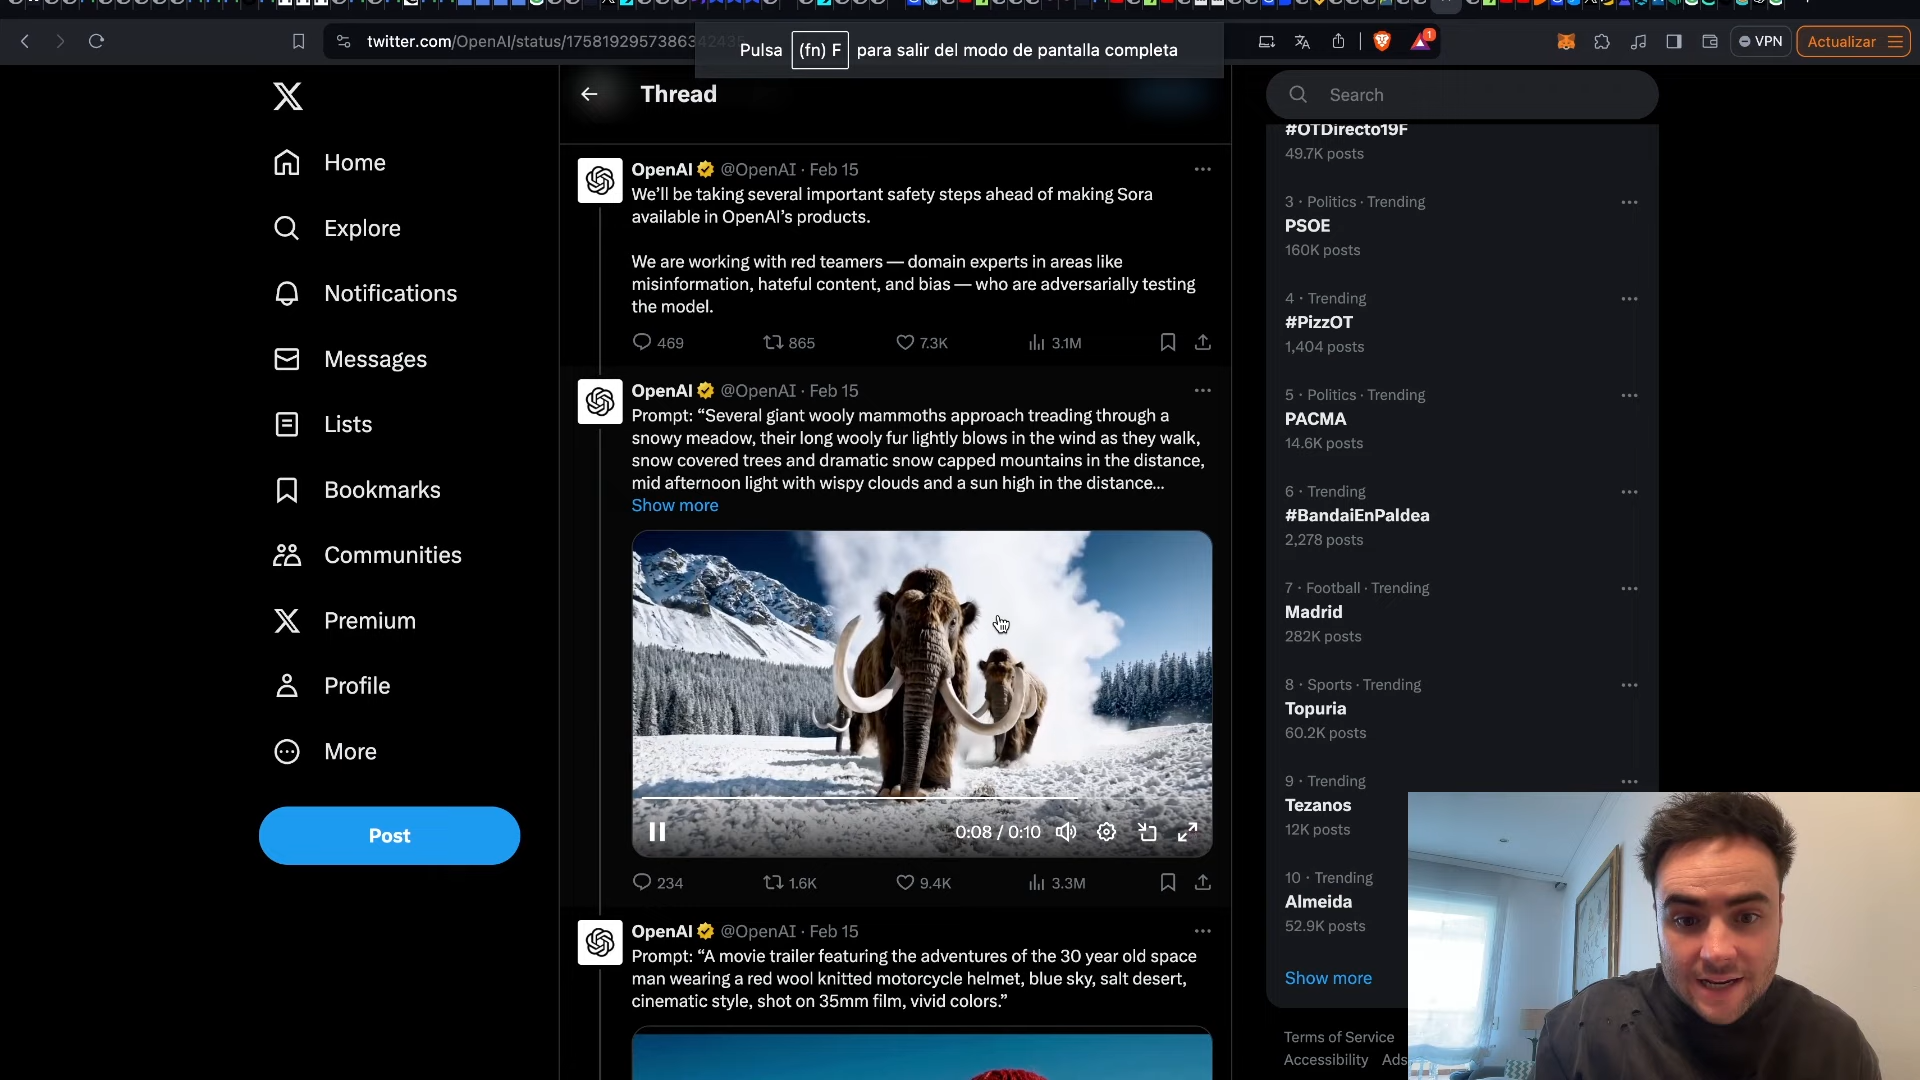 twitter.com/OpenAI/status/1758192957386
Pulsa (fn) F para salir del modo de pantalla completa
1
VPN
Actualizar
Home
Explore
Notifications
Messages
Lists
Bookmarks
Communities
Premium
Profile
More
Post
Thread
OpenAI @OpenAI · Feb 15
We’ll be taking several important safety steps ahead of making Sora
available in OpenAI’s products.
We are working with red teamers — domain experts in areas like
misinformation, hateful content, and bias — who are adversarially testing
the model.
469 865 7.3K 3.1M
OpenAI @OpenAI · Feb 15
Prompt: “Several giant wooly mammoths approach treading through a
snowy meadow, their long wooly fur lightly blows in the wind as they walk,
snow covered trees and dramatic snow capped mountains in the distance,
mid afternoon light with wispy clouds and a sun high in the distance...
Show more
0:08 / 0:10
234 1.6K 9.4K 3.3M
OpenAI @OpenAI · Feb 15
Prompt: “A movie trailer featuring the adventures of the 30 year old space
man wearing a red wool knitted motorcycle helmet, blue sky, salt desert,
cinematic style, shot on 35mm film, vivid colors.”
Search
#OTDirecto19F
49.7K posts
3 · Politics · Trending
PSOE
160K posts
4 · Trending
#PizzOT
1,404 posts
5 · Politics · Trending
PACMA
14.6K posts
6 · Trending
#BandaiEnPaldea
2,278 posts
7 · Football · Trending
Madrid
282K posts
8 · Sports · Trending
Topuria
60.2K posts
9 · Trending
Tezanos
12K posts
10 · Trending
Almeida
52.9K posts
Show more
Terms of Service
Accessibility Ads